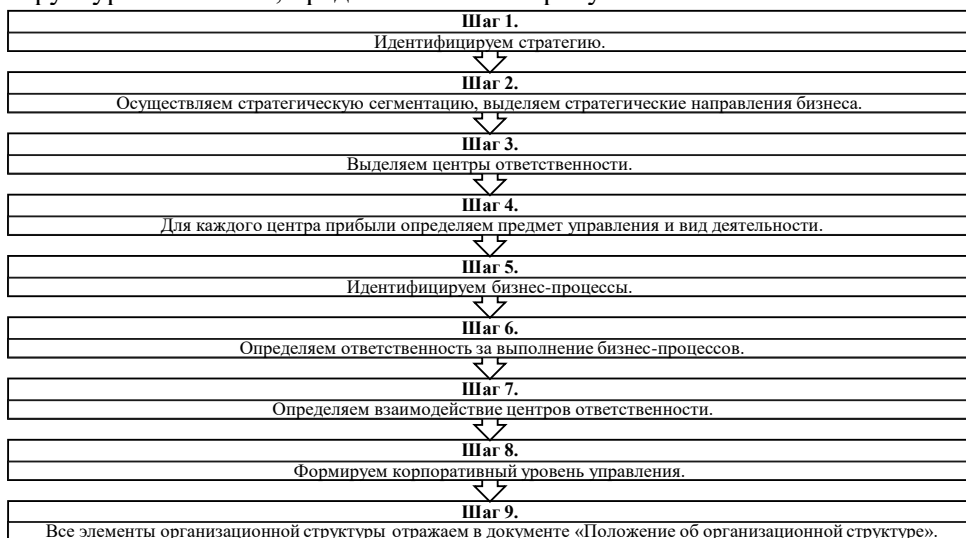 Шаг 1.
Идентифицируем стратегию.
Шаг 2.
Осуществляем стратегическую сегментацию, выделяем стратегические направления бизнеса.
Шаг 3.
Выделяем центры ответственности.
Шаг 4.
Для каждого центра прибыли определяем предмет управления и вид деятельности.
Шаг 5.
Идентифицируем бизнес-процессы.
Шаг 6.
Определяем ответственность за выполнение бизнес-процессов.
Шаг 7.
Определяем взаимодействие центров ответственности.
Шаг 8.
Формируем корпоративный уровень управления.
Шаг 9.
Все элементы организационной структуры отражаем в документе «Положение об организационной структуре».